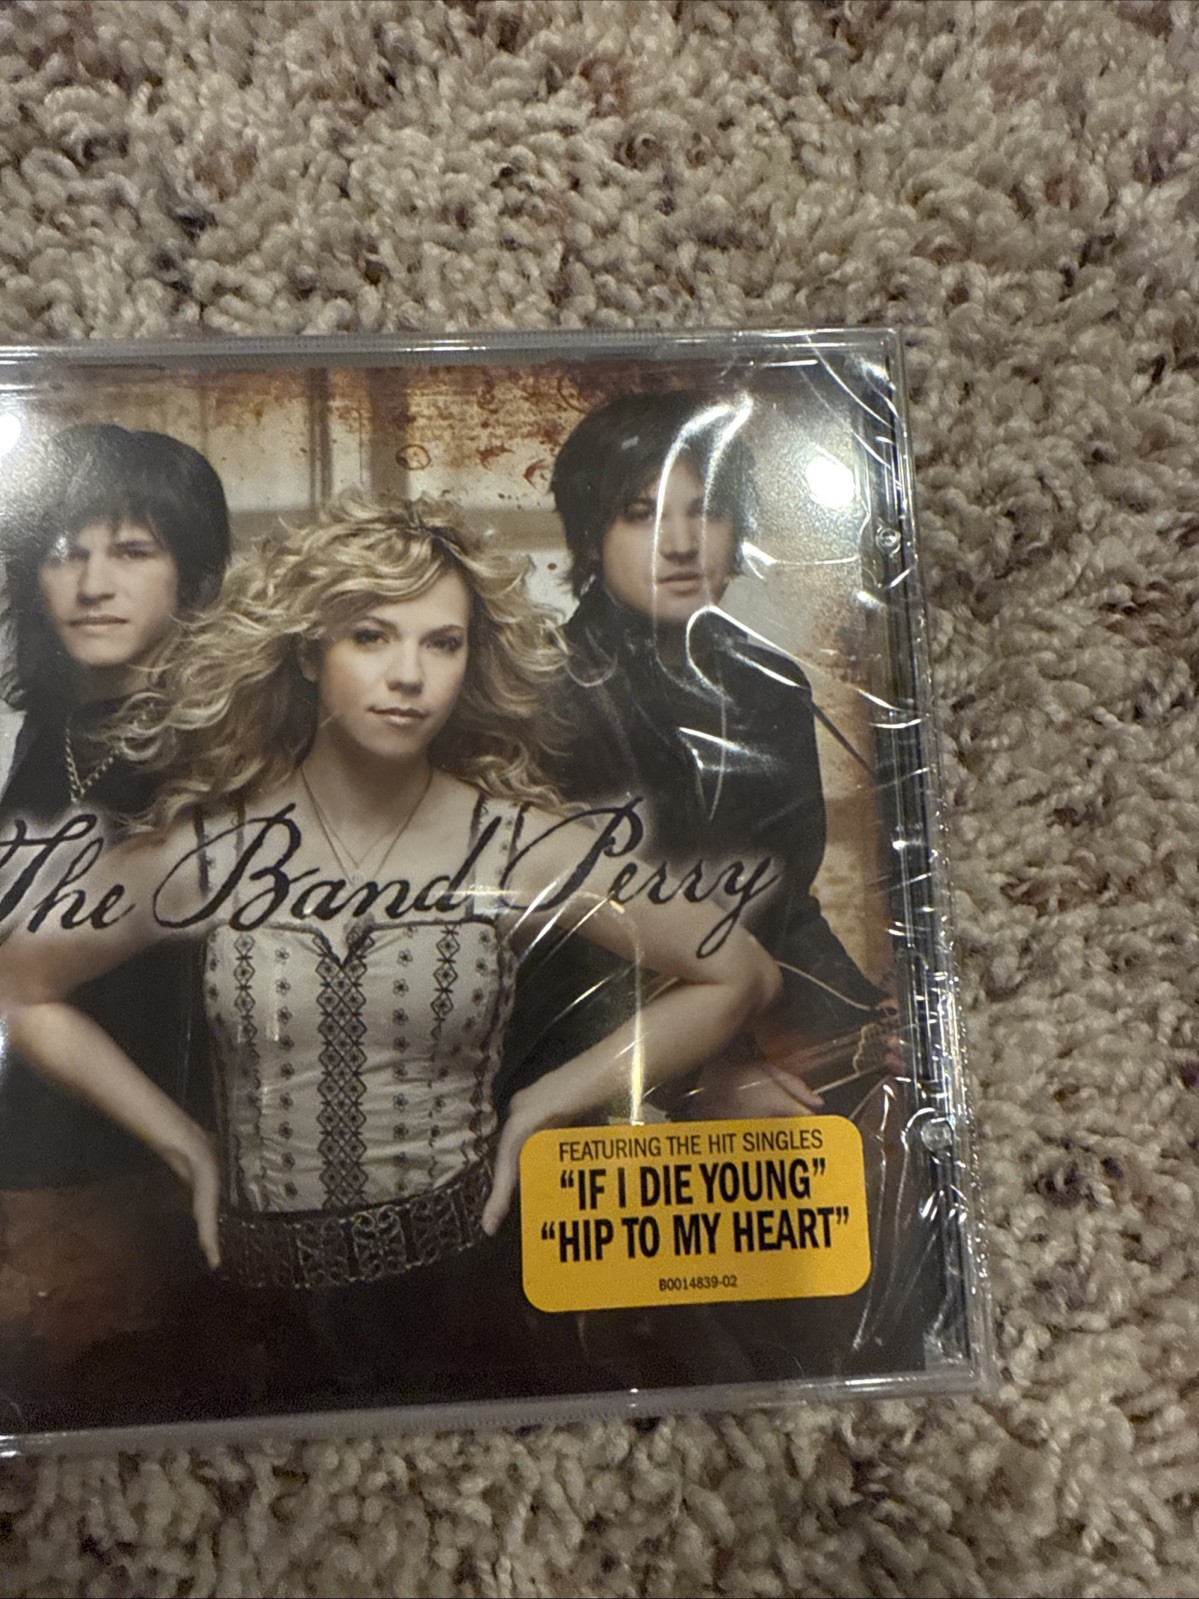 The Band Perry
FEATURING THE HIT SINGLES
“IF I DIE YOUNG”
“HIP TO MY HEART”
B0014839-02